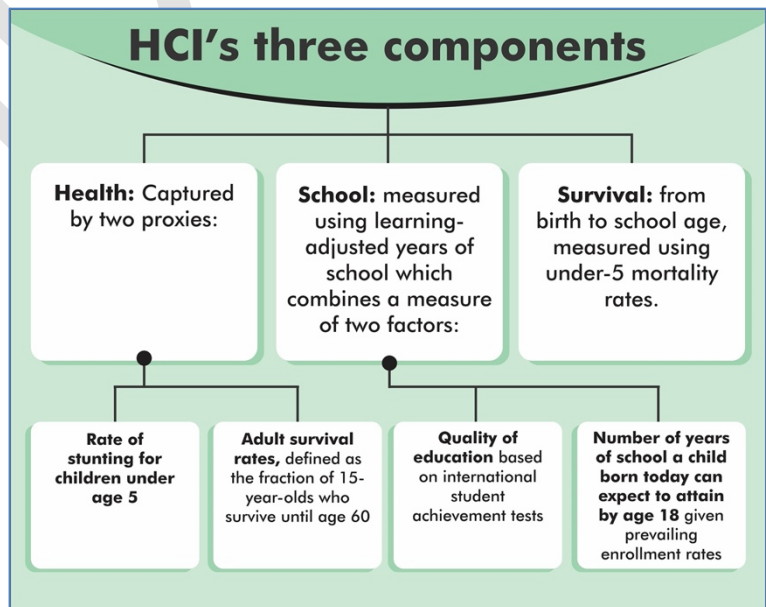 HCI's three components
Health: Captured
by two proxies:
School: measured
using learning-
adjusted years of
school which
combines a measure
of two factors:
Survival: from
birth to school age,
measured using
under-5 mortality
rates.
Rate of
stunting for
children under
age 5
Adult survival
rates, defined as
the fraction of 15-
year-olds who
survive until age 60
Quality of
education based
on international
student
achievement tests
Number of years
of school a child
born today can
expect to attain
by age 18 given
prevailing
enrollment rates